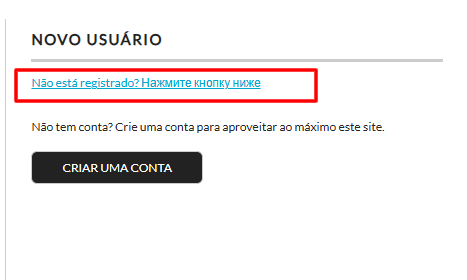 NOVO USUÁRIO
Não está registrado? Нажмите кнопку ниже
Não tem conta? Crie uma conta para aproveitar ao máximo este site.
CRIAR UMA CONTA